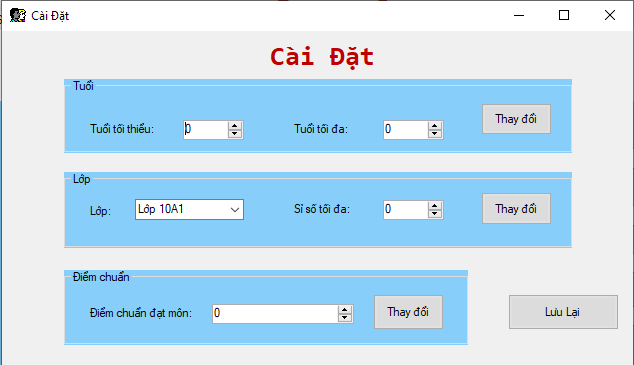 Cài Đặt
Cài Đặt
Tuổi
Tuổi tối thiểu: 0 Tuổi tối đa: 0 Thay đổi
Lớp
Lớp: Lớp 10A1 Sỉ số tối đa: 0 Thay đổi
Điểm chuẩn
Điểm chuẩn đạt môn: 0 Thay đổi Lưu Lại